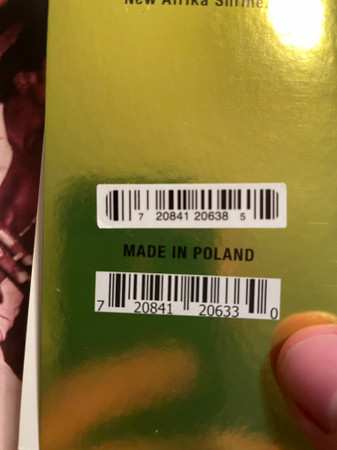 New Afrika Shrine.
7 20841 20638 5
MADE IN POLAND
7 20841 20633 0